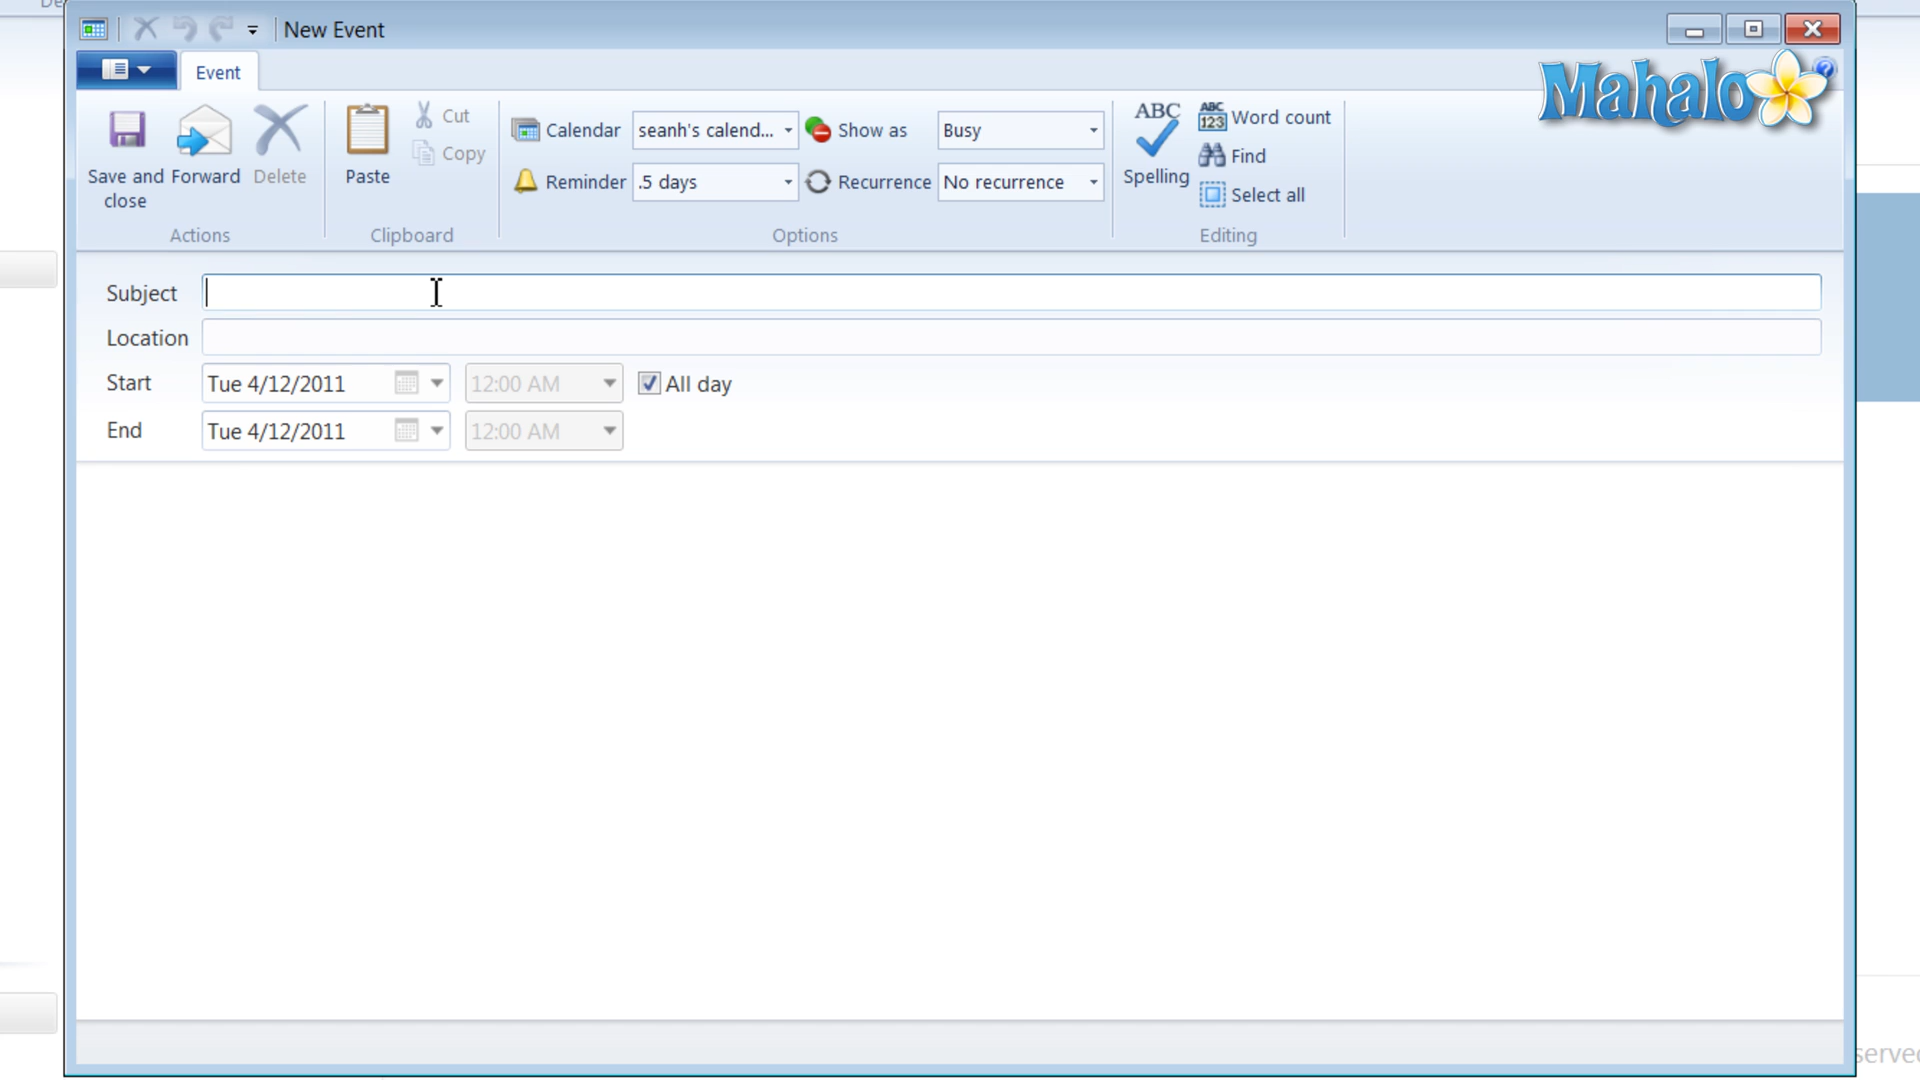 New Event
Mahalo
Event
Save and close
Forward
Delete
Actions
Paste
Cut
Copy
Clipboard
Calendar seanh's calend... Show as Busy
Reminder .5 days Recurrence No recurrence
Options
ABC
Spelling
ABC
123
Word count
Find
Select all
Editing
Subject
Location
Start Tue 4/12/2011 12:00 AM All day
End Tue 4/12/2011 12:00 AM